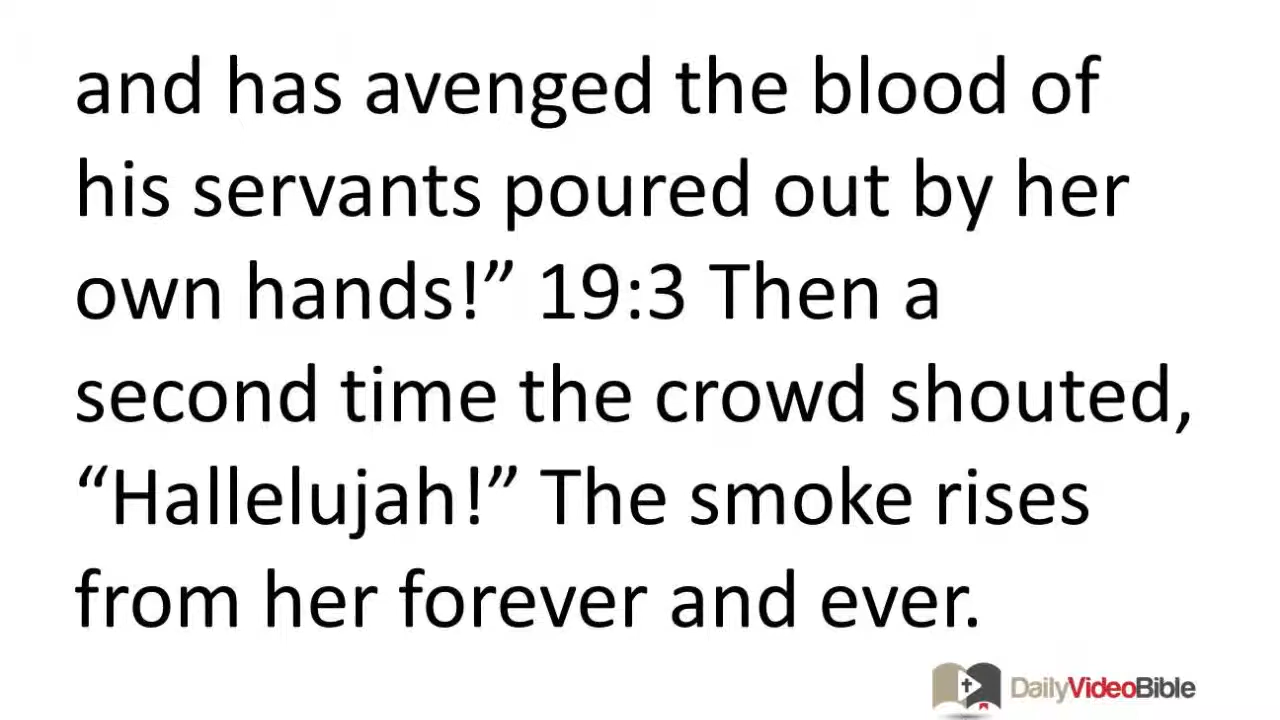 and has avenged the blood of
his servants poured out by her
own hands!” 19:3 Then a
second time the crowd shouted,
“Hallelujah!” The smoke rises
from her forever and ever.
DailyVideoBible